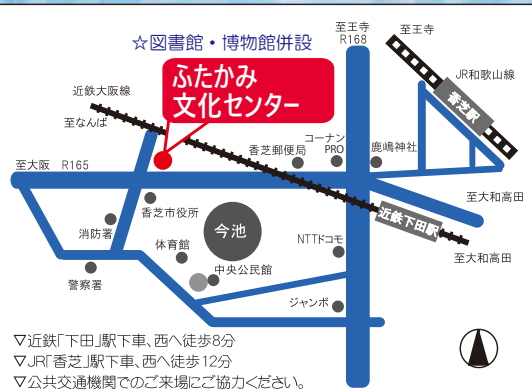 ☆図書館・博物館併設
至王寺
R168
至王寺
JR和歌山線
香芝駅
ふたかみ
文化センター
近鉄大阪線
至なんば
コーナン
PRO
鹿嶋神社
香芝郵便局
至大阪 R165
至大和高田
香芝市役所
近鉄下田駅
消防署
今池
体育館
NTTドコモ
至大和高田
中央公民館
警察署
ジャンボ
▽近鉄「下田」駅下車、西へ徒歩8分
▽JR「香芝」駅下車、西へ徒歩12分
▽公共交通機関でのご来場にご協力ください。